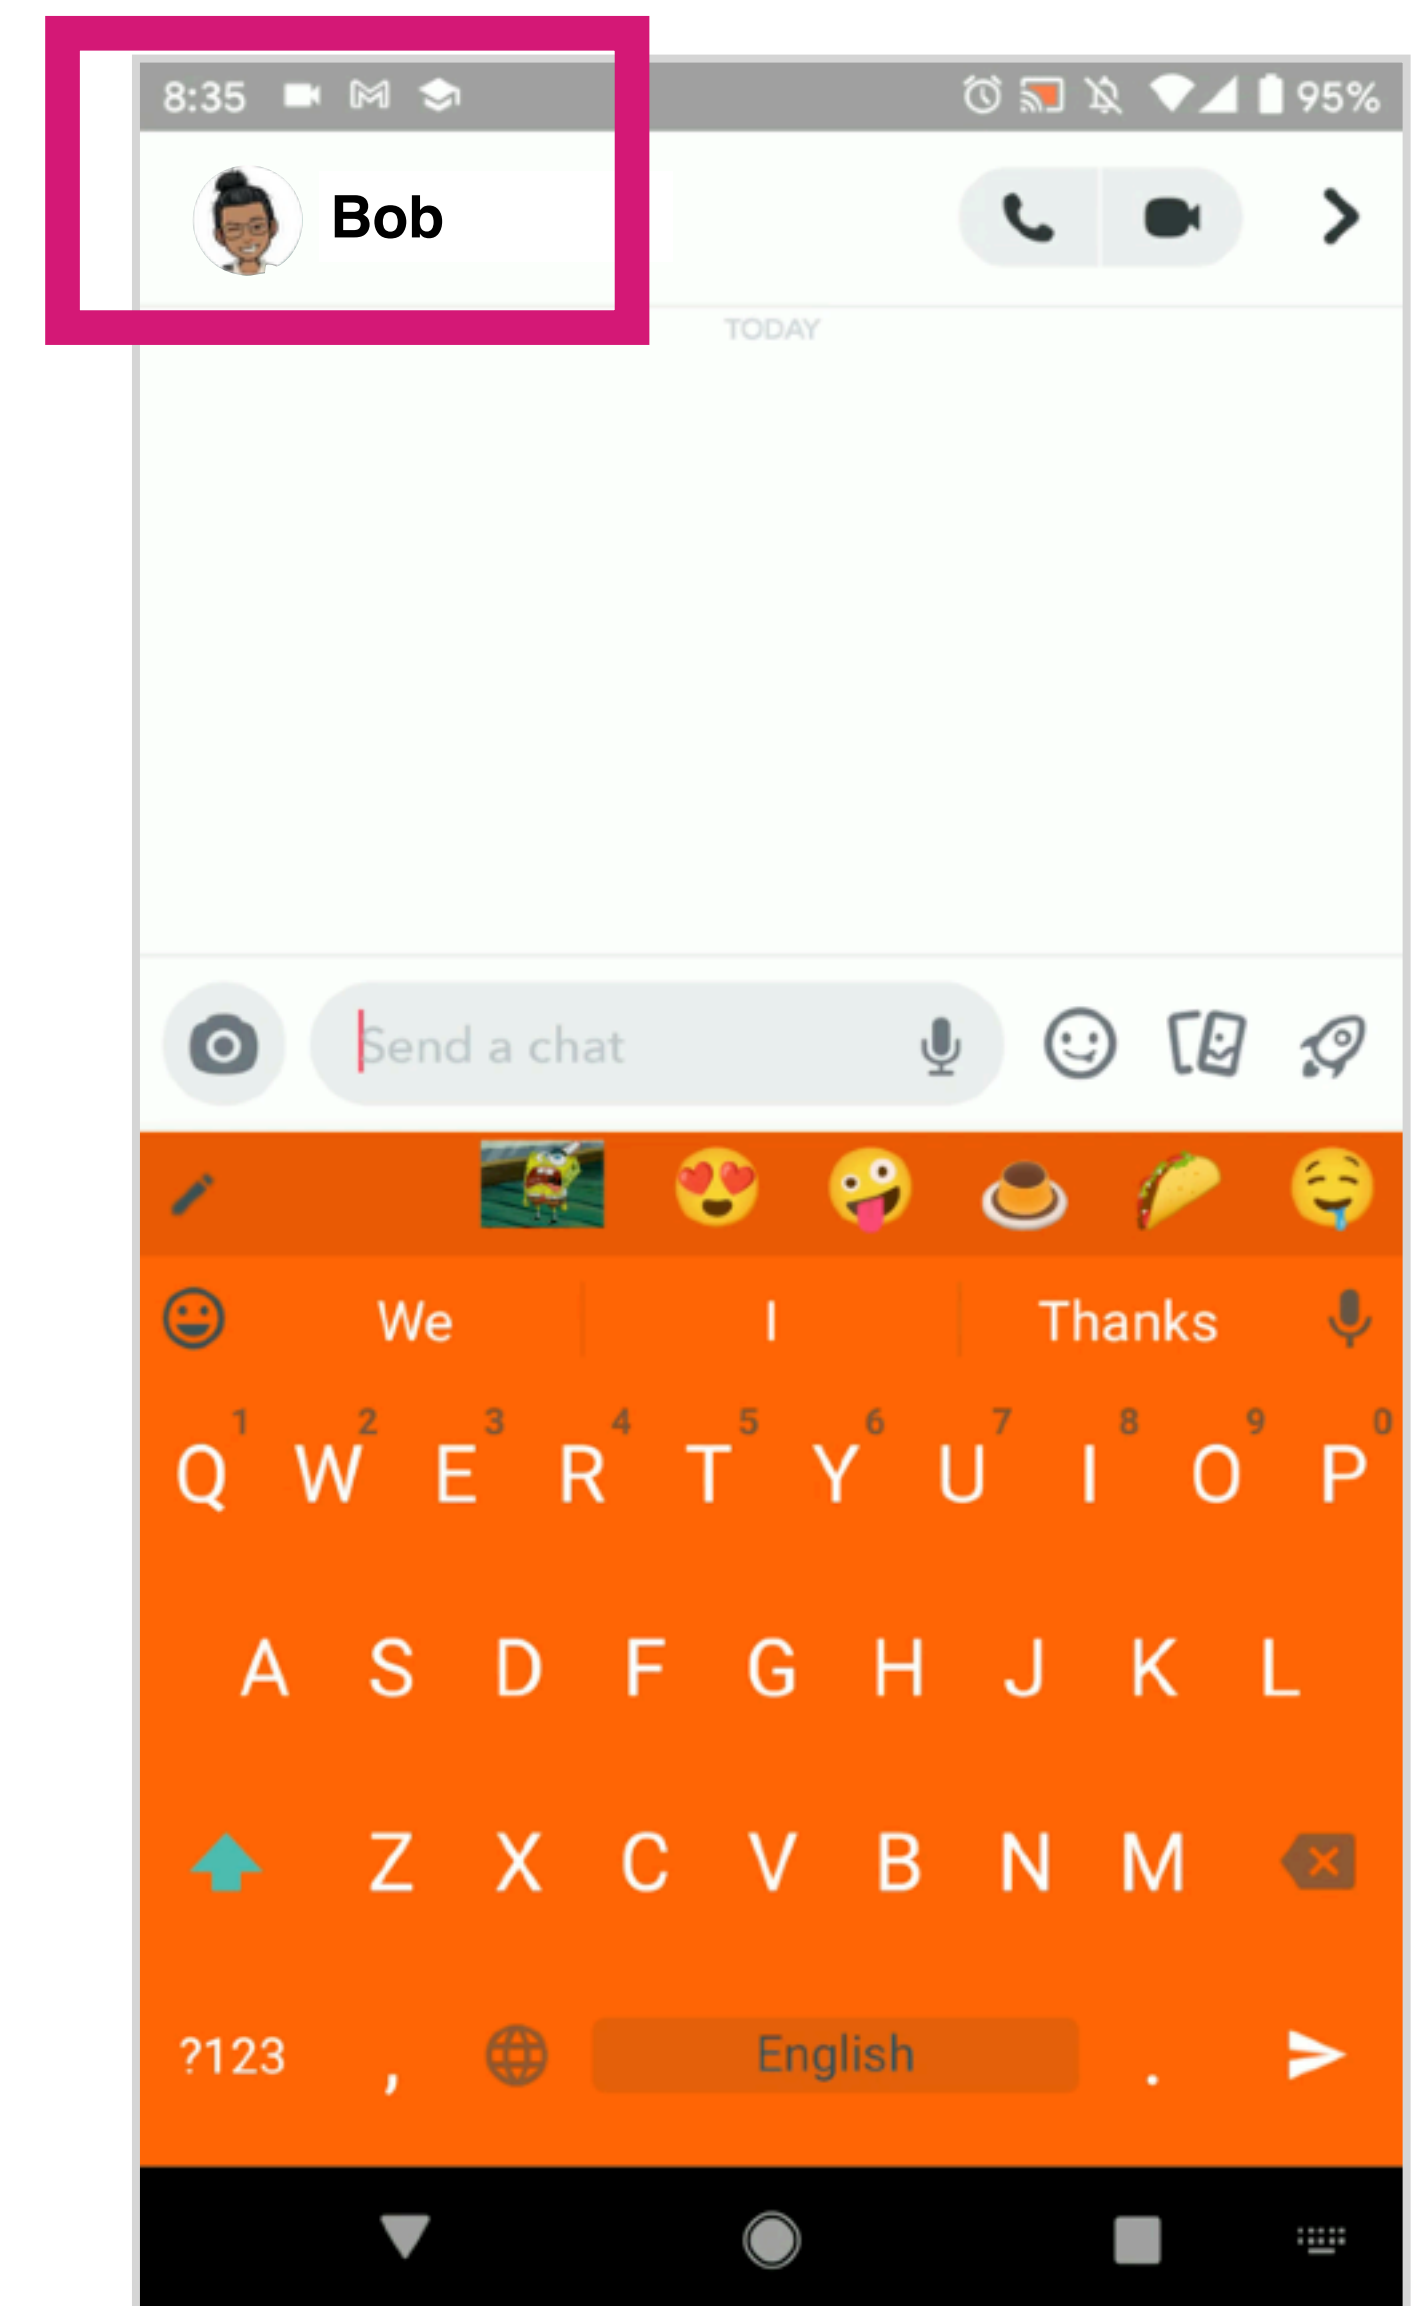 8:35 95%
Bob
TODAY
Send a chat
We I Thanks
1 2 3 4 5 6 7 8 9 0
Q W E R T Y U I O P
A S D F G H J K L
Z X C V B N M
?123 , English .